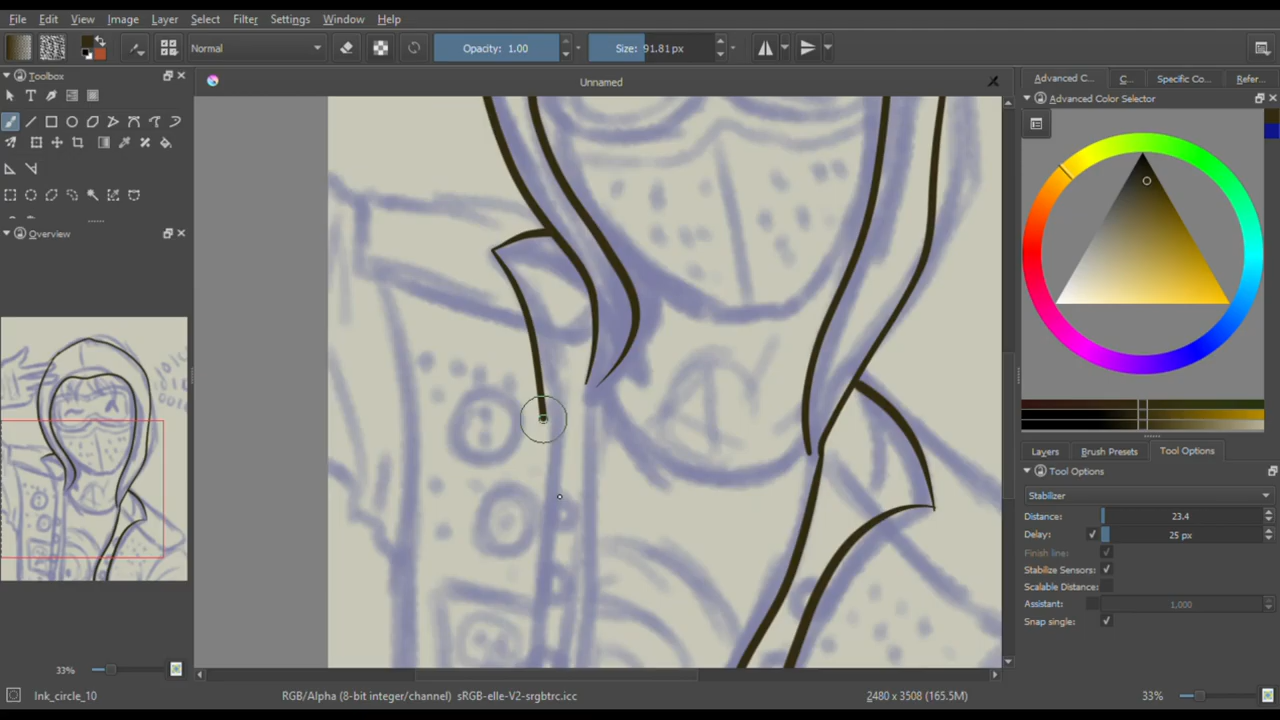 File Edit View Image Layer Select Filter Settings Window Help
Normal Opacity: 1.00 Size: 91.81 px
Toolbox
Unnamed
Advanced C... C... Specific Co... Refer...
Advanced Color Selector
Overview
Layers Brush Presets Tool Options
Tool Options
Stabilizer
Distance: 23.4
Delay: 25 px
Finish line:
Stabilize Sensors:
Scalable Distance:
Assistant: 1.000
Snap single:
33%
Ink_circle_10 RGB/Alpha (8-bit integer/channel) sRGB-elle-V2-srgbtrc.icc 2480 x 3508 (165.5M) 33%